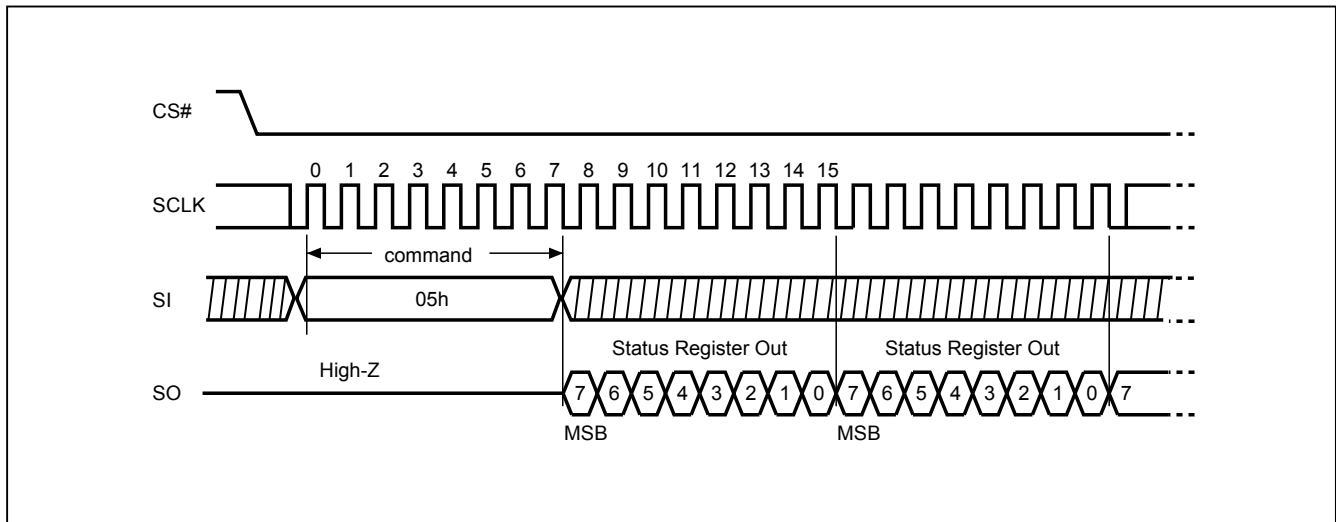 CS#
0 1 2 3 4 5 6 7 8 9 10 11 12 13 14 15
SCLK
command
SI
05h
Status Register Out Status Register Out
High-Z
SO
7 6 5 4 3 2 1 0 7 6 5 4 3 2 1 0 7
MSB MSB